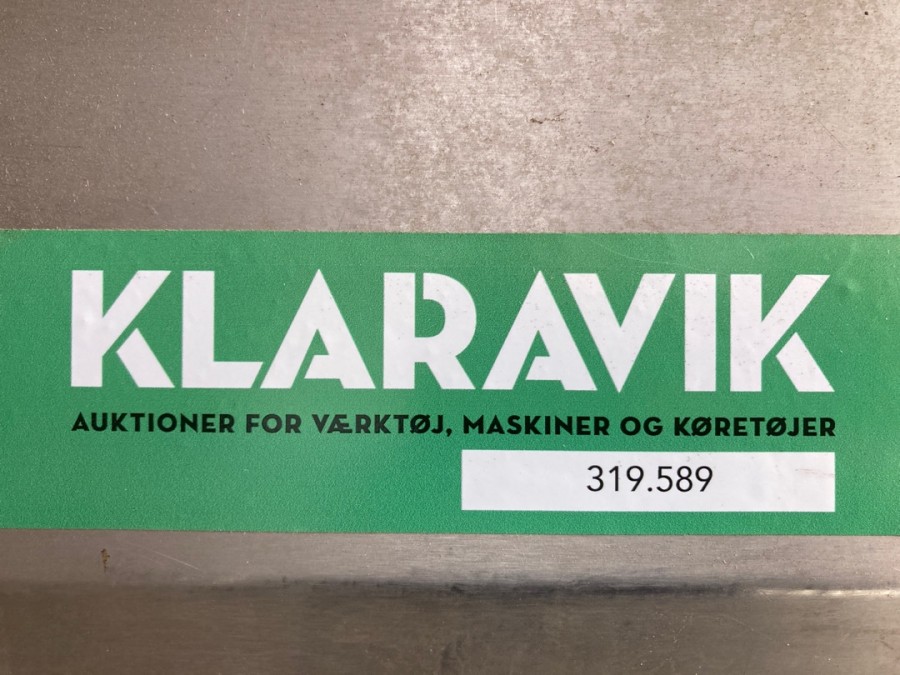 KLARAVIK
AUKTIONER FOR VÆRKTØJ, MASKINER OG KØRETØJER
319.589